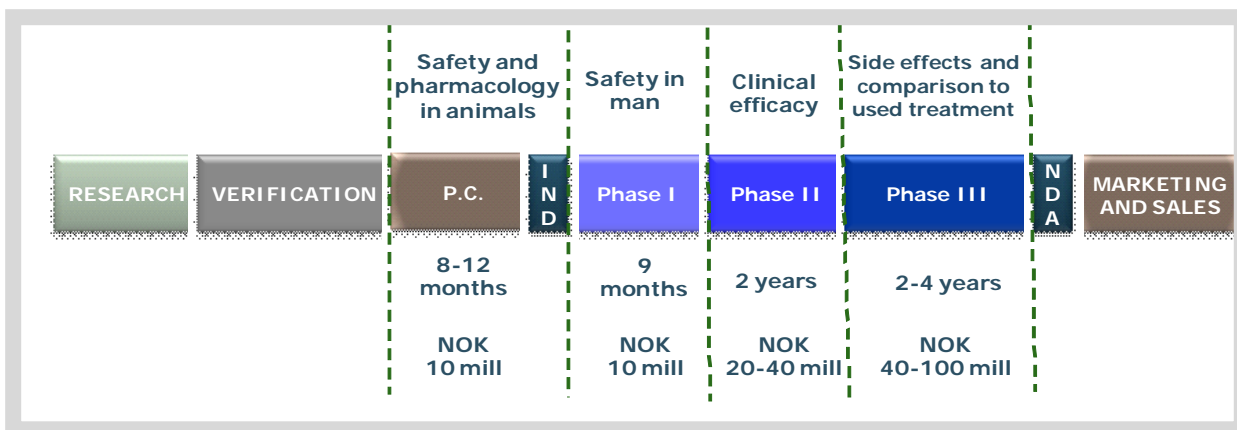 Safety and
pharmacology
in animals
Safety in
man
Clinical
efficacy
Side effects and
comparison to
used treatment
RESEARCH
VERIFICATION
P.C.
I
N
D
Phase I
Phase II
Phase III
N
D
A
MARKETING
AND SALES
8-12
months
9
months
2 years
2-4 years
NOK
10 mill
NOK
10 mill
NOK
20-40 mill
NOK
40-100 mill